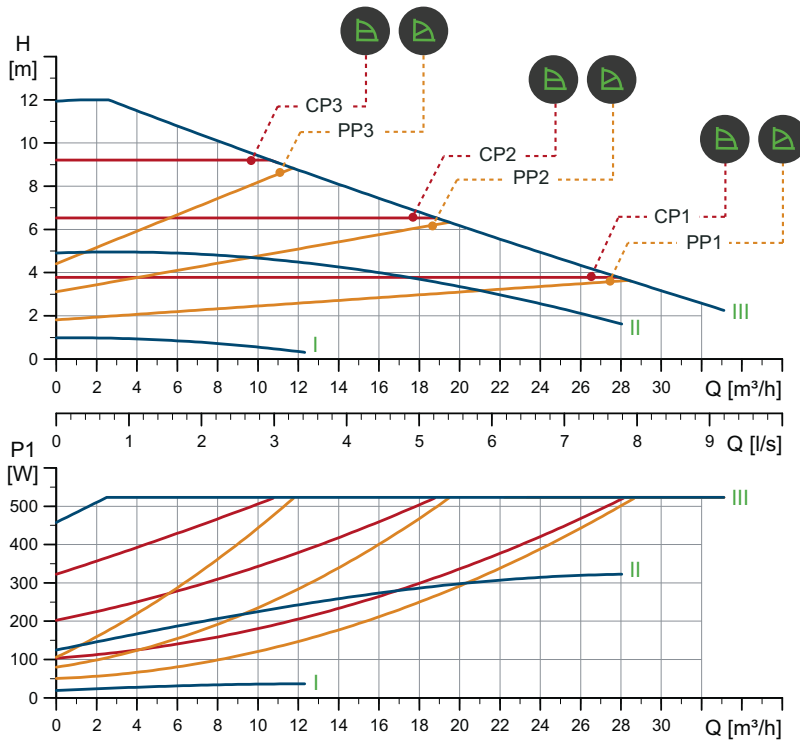 H
[m]
12
10
8
6
4
2
0
CP3
PP3
CP2
PP2
CP1
PP1
III
II
I
0 2 4 6 8 10 12 14 16 18 20 22 24 26 28 30 Q [m³/h]
0 1 2 3 4 5 6 7 8 9 Q [l/s]
P1
[W]
500
400
300
200
100
0
III
II
I
0 2 4 6 8 10 12 14 16 18 20 22 24 26 28 30 Q [m³/h]